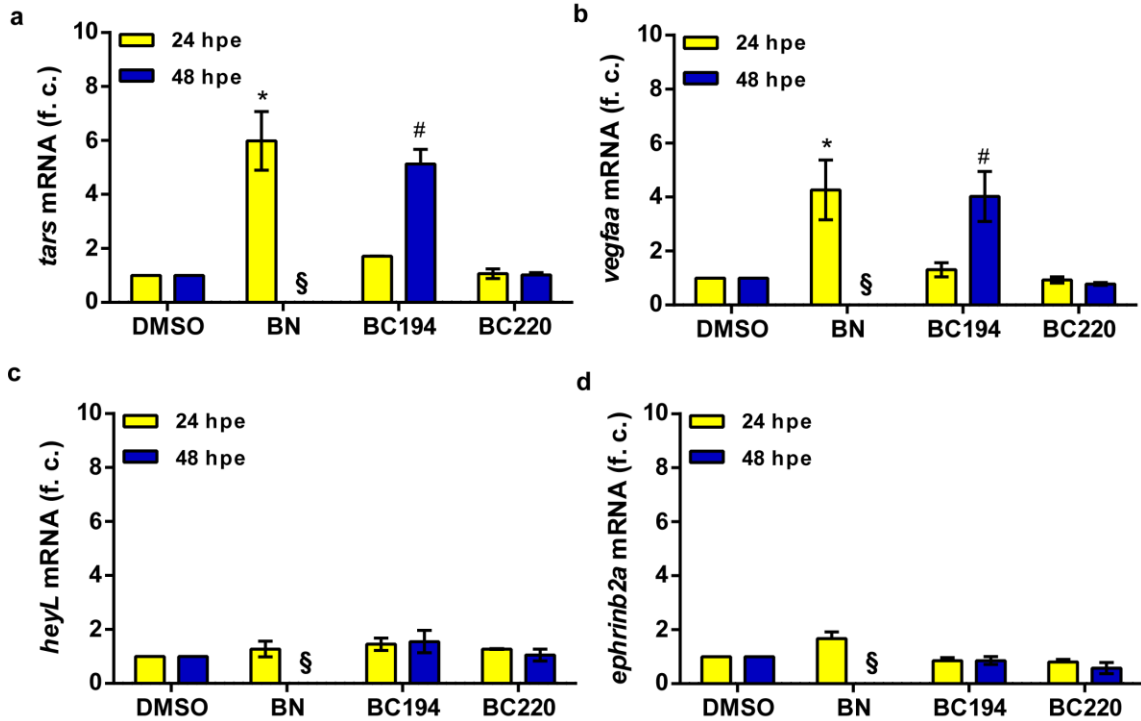 a
tars mRNA (f. c.)
10
8
6
4
2
0
24 hpe
48 hpe
*
§
#
DMSO BN BC194 BC220
b
vegfaa mRNA (f. c.)
10
8
6
4
2
0
24 hpe
48 hpe
*
§
#
DMSO BN BC194 BC220
c
heyL mRNA (f. c.)
10
8
6
4
2
0
24 hpe
48 hpe
§
DMSO BN BC194 BC220
d
ephrinb2a mRNA (f. c.)
10
8
6
4
2
0
24 hpe
48 hpe
§
DMSO BN BC194 BC220